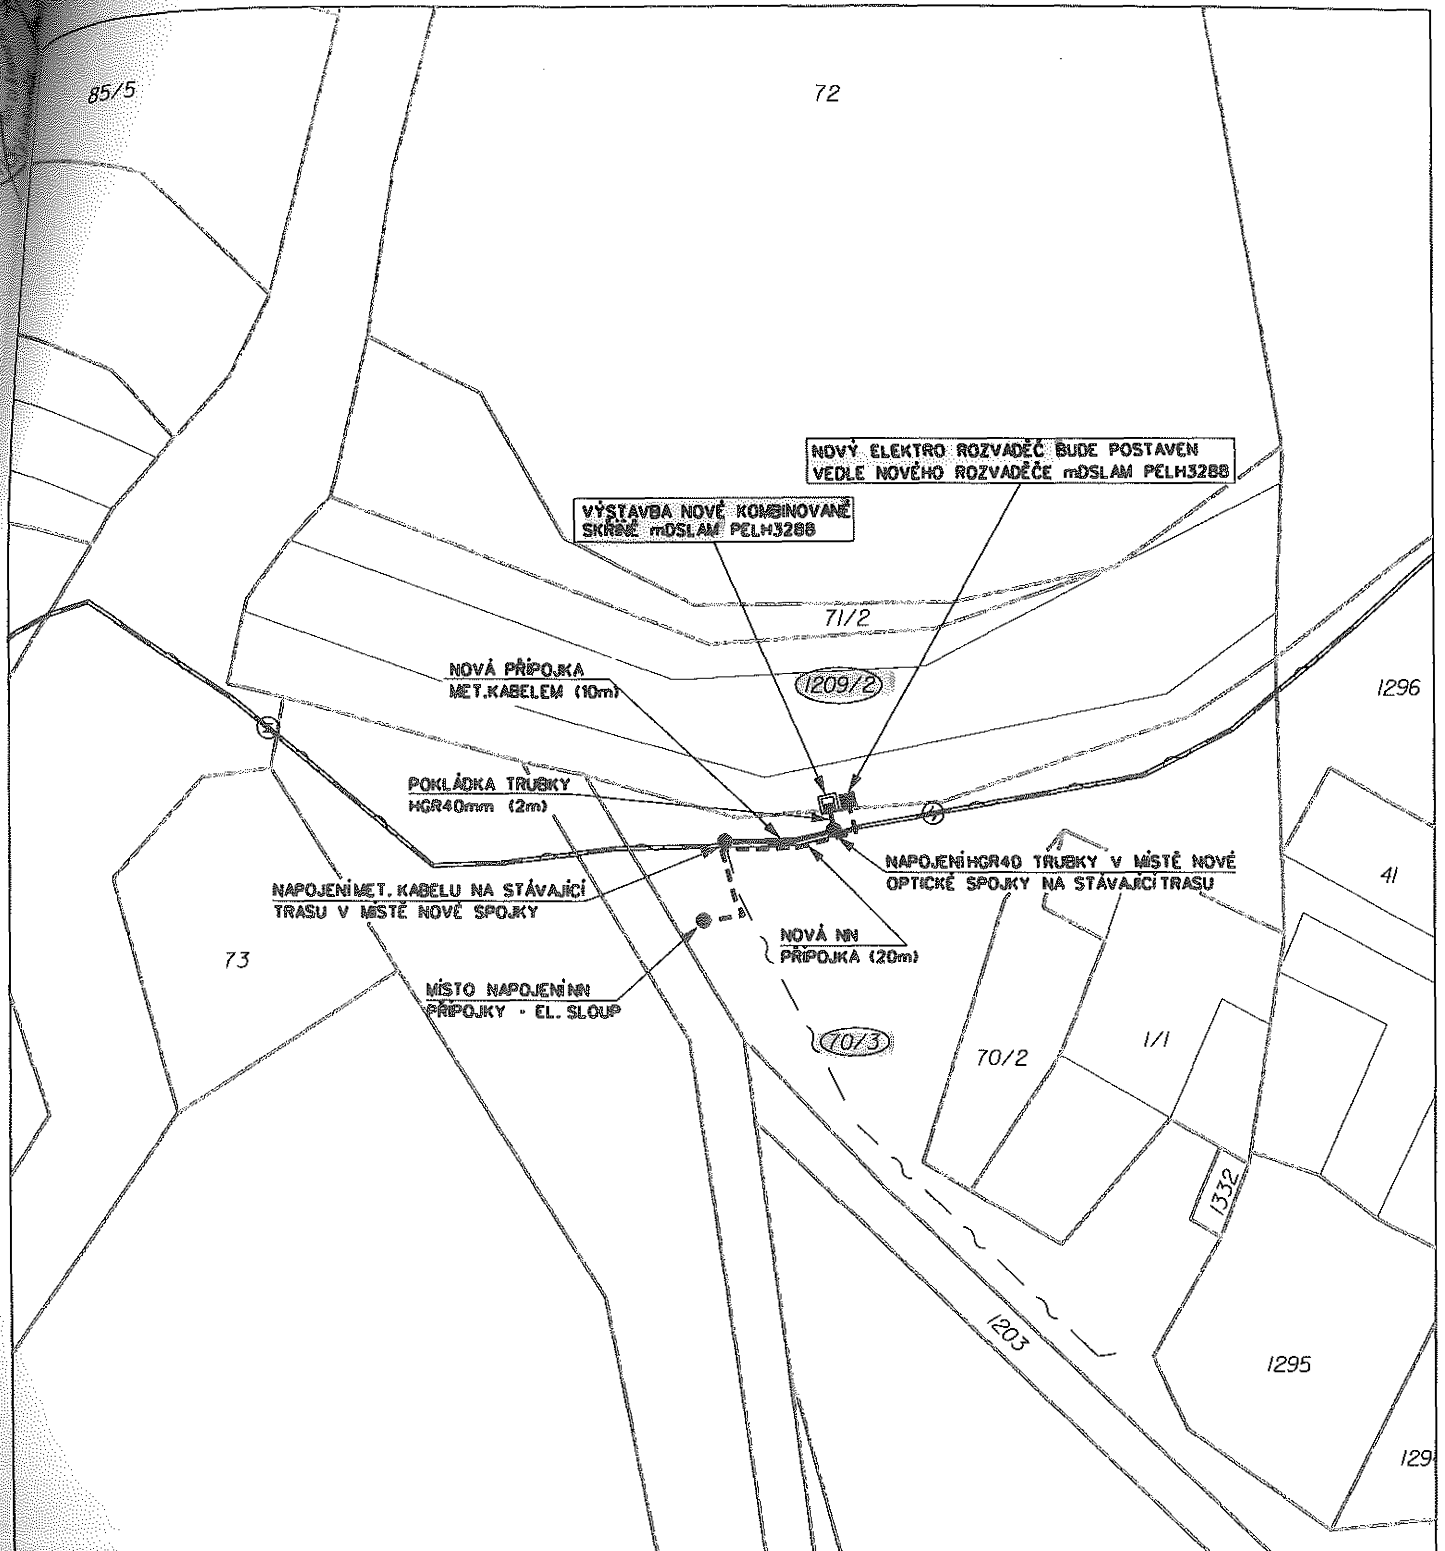 85/5
72
NOVÝ ELEKTRO ROZVADĚČ BUDE POSTAVEN
VEDLE NOVÉHO ROZVADĚČE mDSLAM PELH3288
VÝSTAVBA NOVÉ KOMBINOVANÉ
SKŘÍNĚ mDSLAM PELH3288
71/2
NOVÁ PŘÍPOJKA
MET.KABELEM (10m)
1209/2
1296
POKLÁDKA TRUBKY
HGR40mm (2m)
NAPOJENÍ HGR40 TRUBKY V MÍSTĚ NOVÉ
OPTICKÉ SPOJKY NA STÁVAJÍCÍ TRASU
41
NAPOJENÍ MET. KABELU NA STÁVAJÍCÍ
TRASU V MÍSTĚ NOVÉ SPOJKY
73
NOVÁ NN
PŘÍPOJKA (20m)
MÍSTO NAPOJENÍ NN
PŘÍPOJKY - EL. SLOUP
70/3
70/2
1/1
1332
1203
1295
129